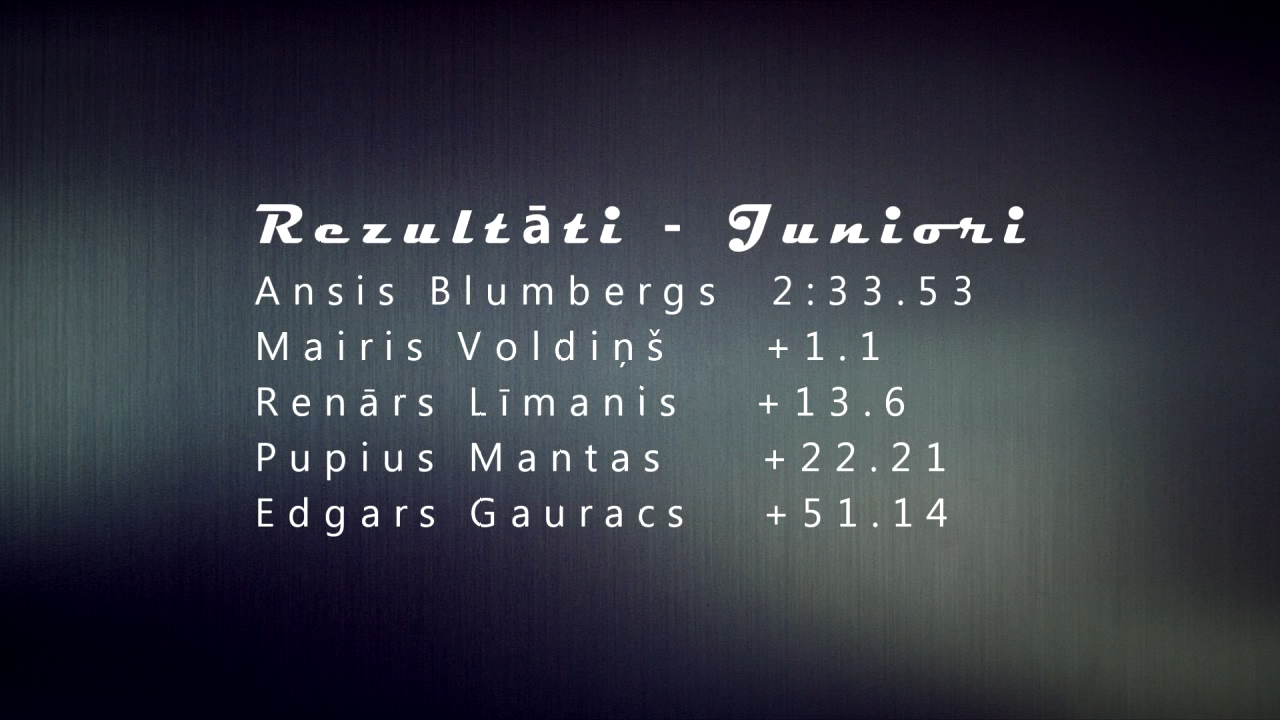 Rezultāti - Juniori
Ansis Blumbergs 2:33.53
Mairis Voldiņš +1.1
Renārs Līmanis +13.6
Pupius Mantas +22.21
Edgars Gauracs +51.14